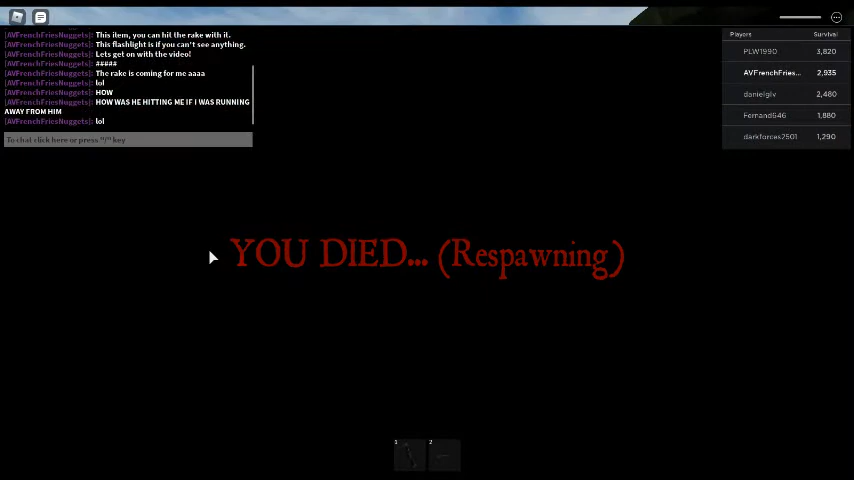 [AVFrenchFriesNuggets]: This item, you can hit the rake with it.
[AVFrenchFriesNuggets]: This flashlight is if you can't see anything.
[AVFrenchFriesNuggets]: Lets get on with the video!
[AVFrenchFriesNuggets]: #####
[AVFrenchFriesNuggets]: The rake is coming for me aaaa
[AVFrenchFriesNuggets]: lol
[AVFrenchFriesNuggets]: HOW
[AVFrenchFriesNuggets]: HOW WAS HE HITTING ME IF I WAS RUNNING
AWAY FROM HIM
[AVFrenchFriesNuggets]: lol
To chat click here or press "/" key
Players Survival
PLW1990 3,820
AVFrenchFries... 2,935
danielglv 2,480
Fernand646 1,880
darkforces2501 1,290
YOU DIED... (Respawning)
1 2